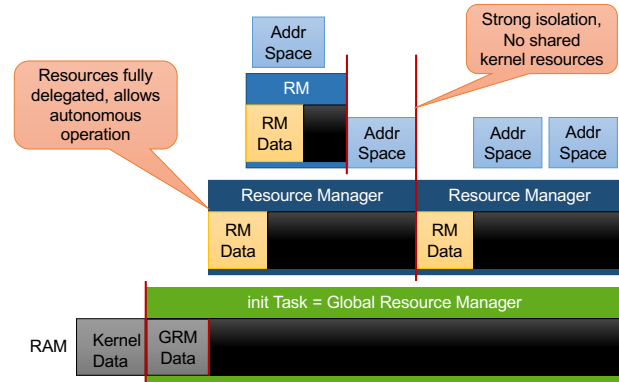 Addr
Space
Strong isolation,
No shared
kernel resources
Resources fully
delegated, allows
autonomous
operation
RM
RM
Data
Addr
Space
Addr
Space
Addr
Space
Resource Manager
Resource Manager
RM
Data
RM
Data
init Task = Global Resource Manager
RAM
Kernel
Data
GRM
Data